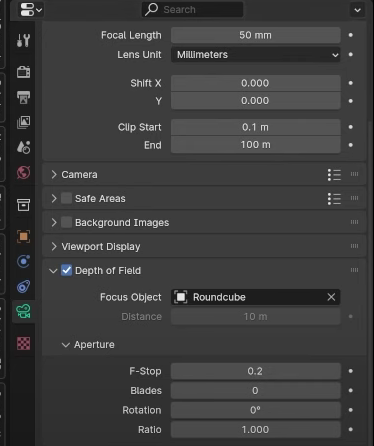 Search
Focal Length 50 mm
Lens Unit Millimeters
Shift X 0.000
Y 0.000
Clip Start 0.1 m
End 100 m
Camera
Safe Areas
Background Images
Viewport Display
Depth of Field
Focus Object Roundcube
Distance 10 m
Aperture
F-Stop 0.2
Blades 0
Rotation 0°
Ratio 1.000